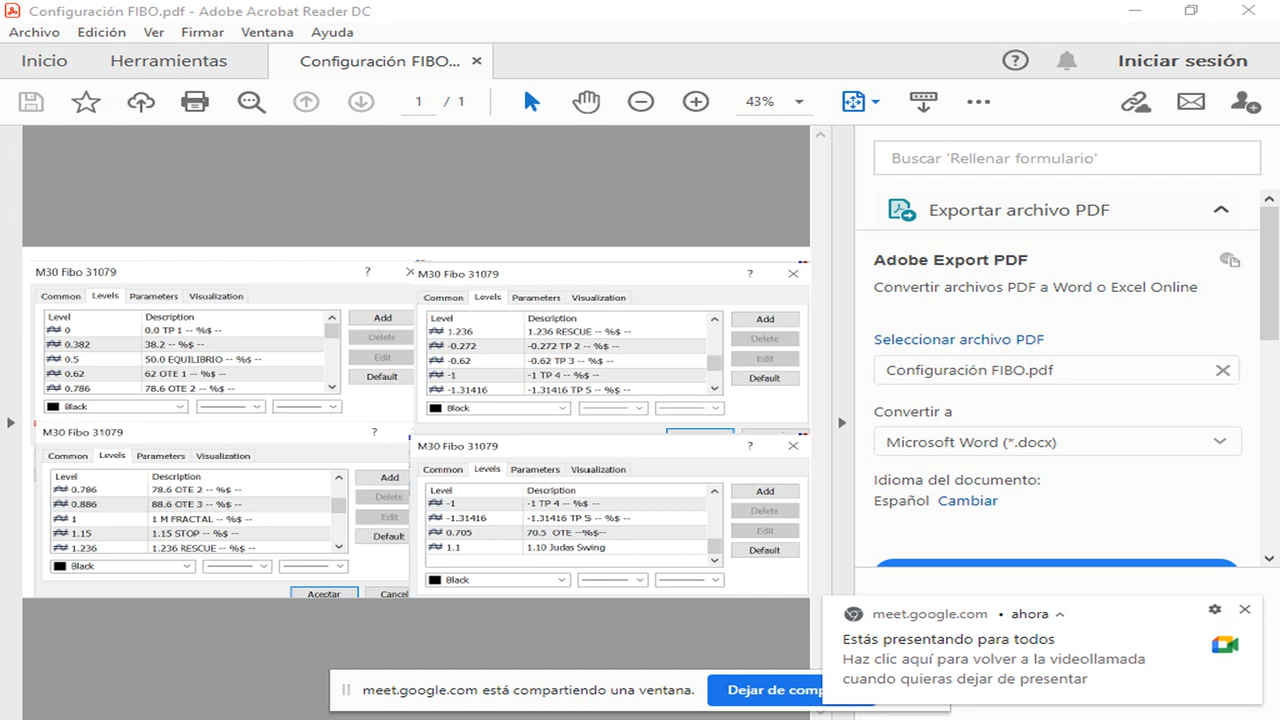 Configuración FIBO.pdf - Adobe Acrobat Reader DC
Archivo Edición Ver Firmar Ventana Ayuda
Inicio Herramientas Configuración FIBO... × Iniciar sesión
1 / 1 43%
Buscar 'Rellenar formulario'
Exportar archivo PDF
Adobe Export PDF
Convertir archivos PDF a Word o Excel Online
Seleccionar archivo PDF
Configuración FIBO.pdf
Convertir a
Microsoft Word (*.docx)
Idioma del documento:
Español Cambiar
M30 Fibo 31079 ?
Common Levels Parameters Visualization
Level Description
0 0.0 TP 1 -- %$ --
0.382 38.2 -- %$ --
0.5 50.0 EQUILIBRIO -- %$ --
0.62 62 OTE 1 -- %$ --
0.786 78.6 OTE 2 -- %$ --
Add
Delete
Edit
Default
Black
M30 Fibo 31079 ?
Common Levels Parameters Visualization
Level Description
1.236 1.236 RESCUE -- %$ --
-0.272 -0.272 TP 2 -- %$ --
-0.62 -0.62 TP 3 -- %$ --
-1 -1 TP 4 -- %$ --
-1.31416 -1.31416 TP 5 -- %$ --
Add
Delete
Edit
Default
Black
M30 Fibo 31079 ?
Common Levels Parameters Visualization
Level Description
0.786 78.6 OTE 2 -- %$ --
0.886 88.6 OTE 3 -- %$ --
1 1 M FRACTAL -- %$ --
1.15 1.15 STOP -- %$ --
1.236 1.236 RESCUE -- %$ --
Add
Delete
Edit
Default
Black
Aceptar Cancel
M30 Fibo 31079 ?
Common Levels Parameters Visualization
Level Description
-1 -1 TP 4 -- %$ --
-1.31416 -1.31416 TP 5 -- %$ --
0.705 70.5 OTE --%$--
1.1 1.10 Judas Swing
Add
Delete
Edit
Default
Black
meet.google.com • ahora
Estás presentando para todos
Haz clic aquí para volver a la videollamada
cuando quieras dejar de presentar
meet.google.com está compartiendo una ventana. Dejar de comp